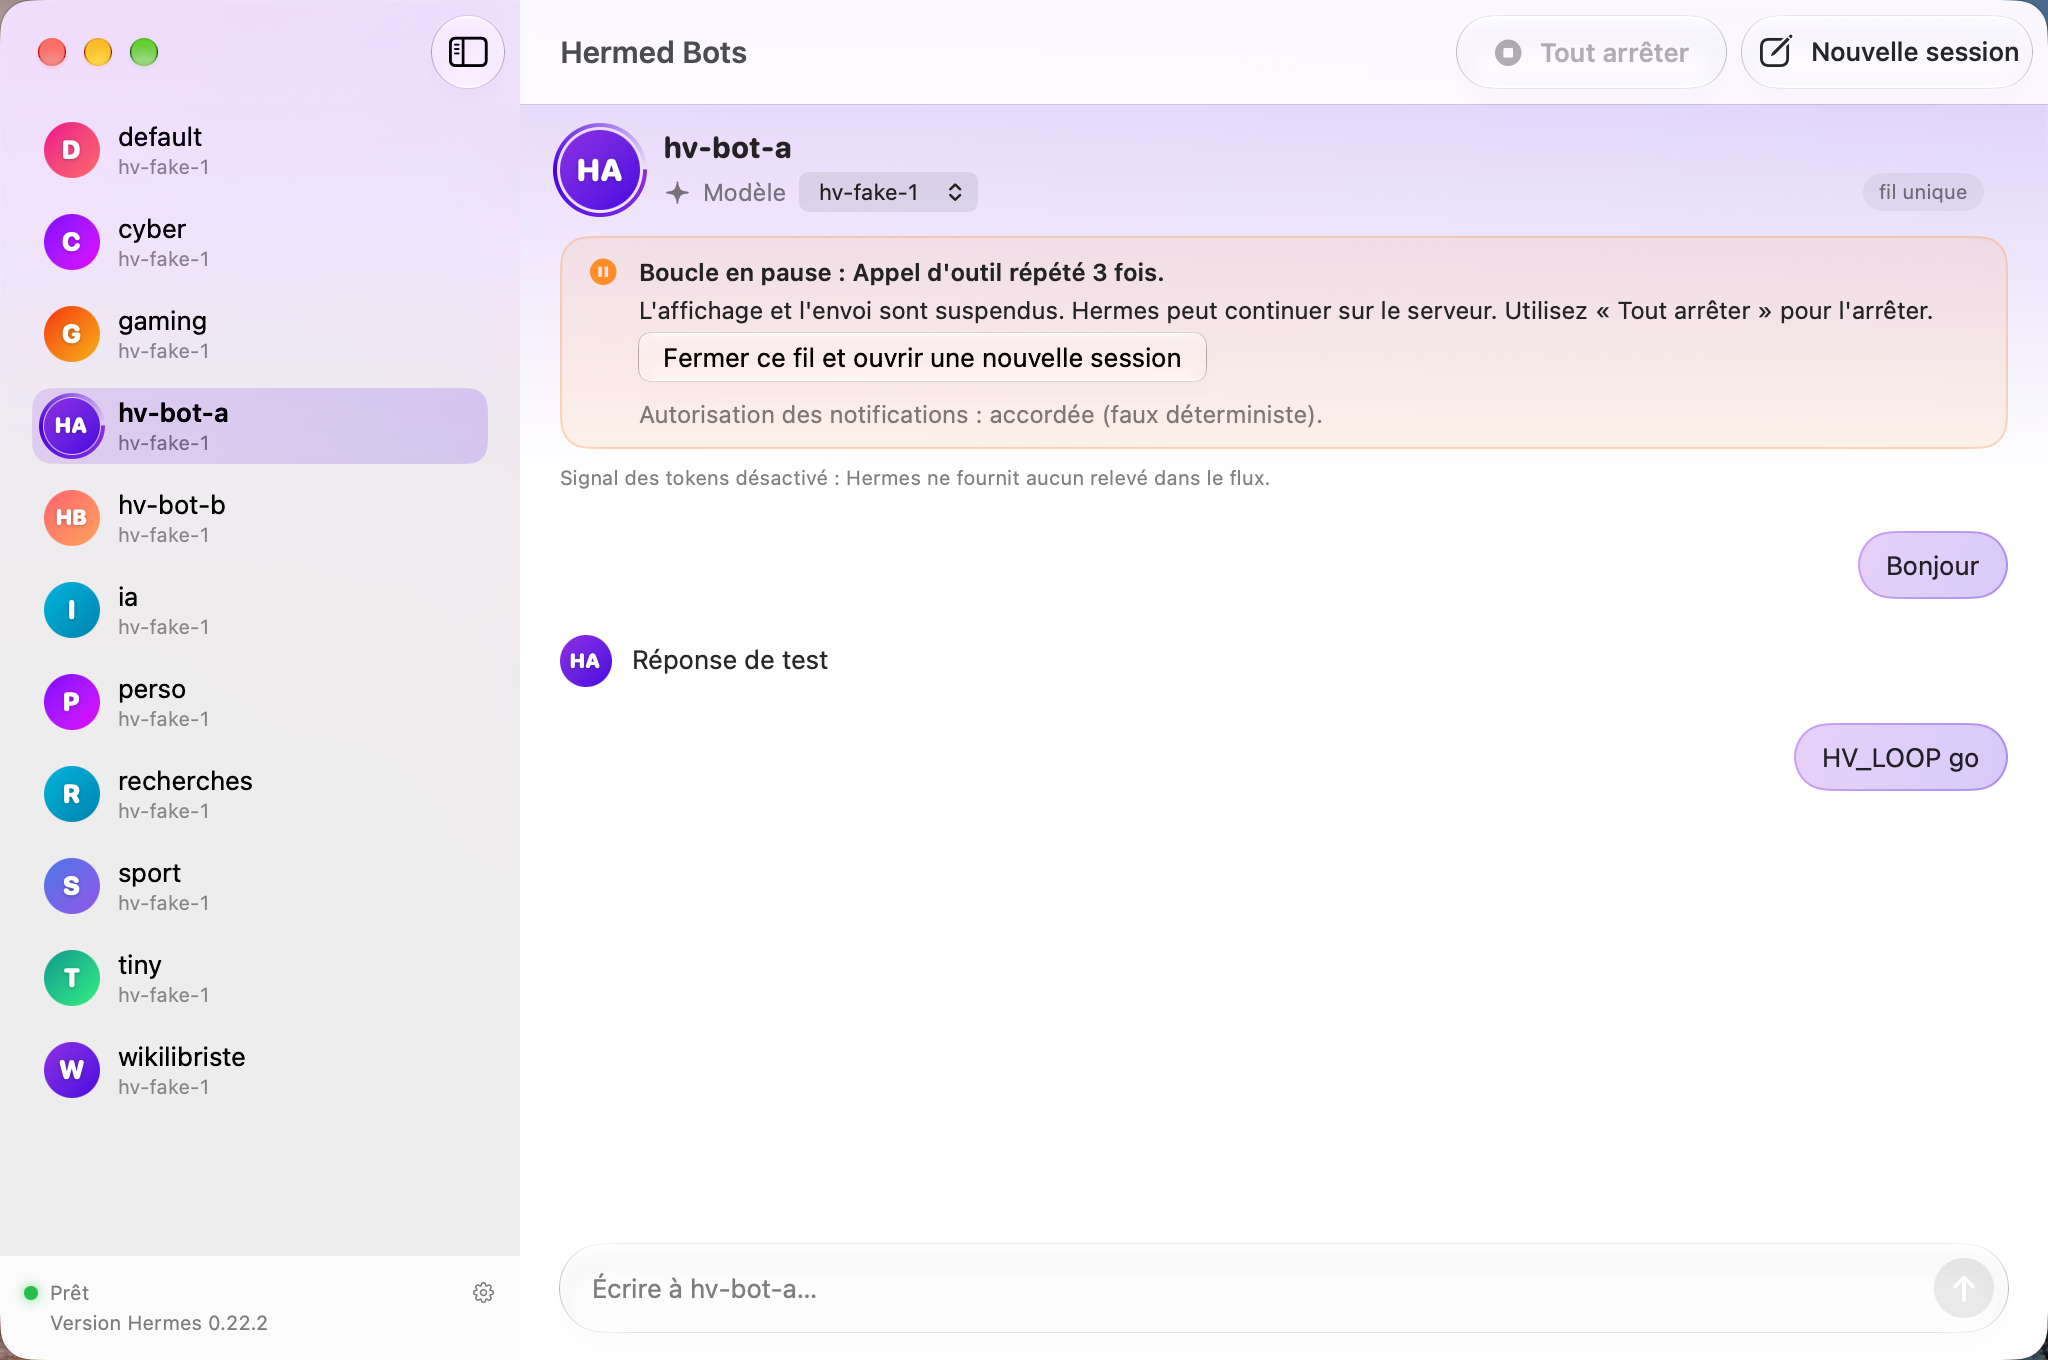 Hermed Bots
Tout arrêter
Nouvelle session
D
default
hv-fake-1
C
cyber
hv-fake-1
G
gaming
hv-fake-1
HA
hv-bot-a
hv-fake-1
HB
hv-bot-b
hv-fake-1
I
ia
hv-fake-1
P
perso
hv-fake-1
R
recherches
hv-fake-1
S
sport
hv-fake-1
T
tiny
hv-fake-1
W
wikilibriste
hv-fake-1
Prêt
Version Hermes 0.22.2
HA
hv-bot-a
Modèle hv-fake-1
fil unique
Boucle en pause : Appel d'outil répété 3 fois.
L'affichage et l'envoi sont suspendus. Hermes peut continuer sur le serveur. Utilisez « Tout arrêter » pour l'arrêter.
Fermer ce fil et ouvrir une nouvelle session
Autorisation des notifications : accordée (faux déterministe).
Signal des tokens désactivé : Hermes ne fournit aucun relevé dans le flux.
Bonjour
HA
Réponse de test
HV_LOOP go
Écrire à hv-bot-a...